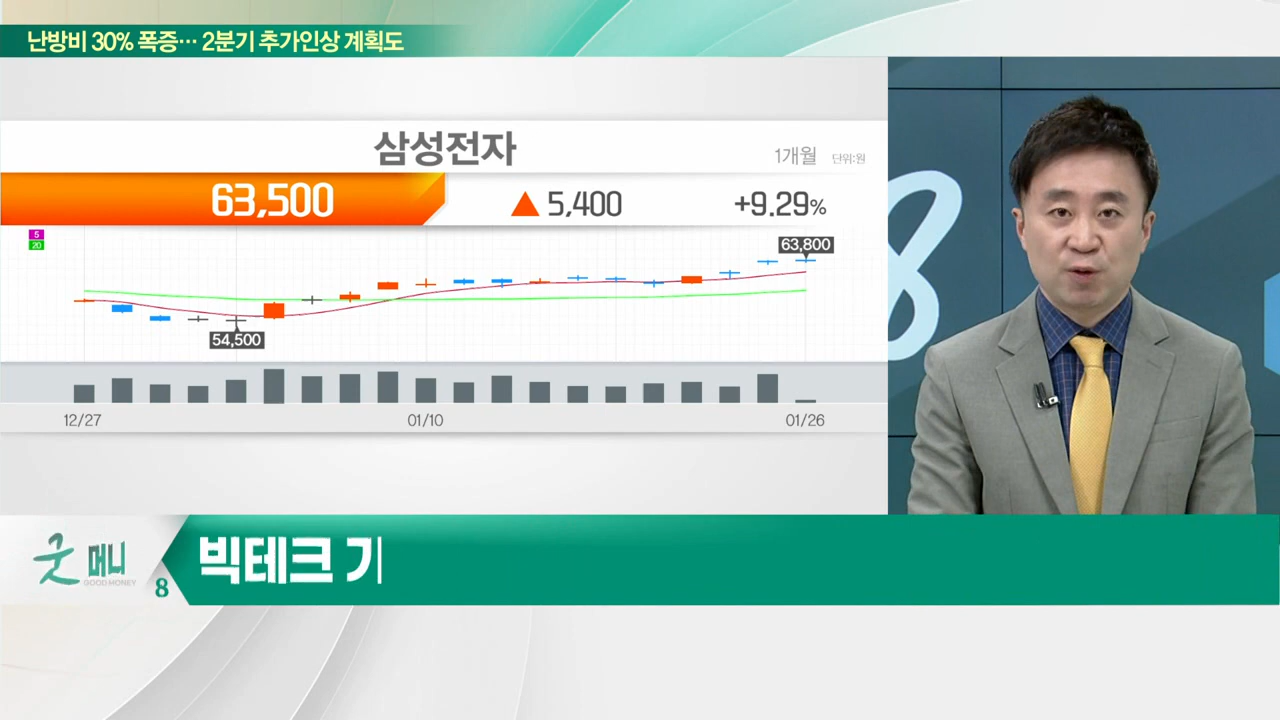 난방비 30% 폭증… 2분기 추가인상 계획도
삼성전자
1개월 단위:원
63,500 ▲ 5,400 +9.29%
5
20
63,800
54,500
12/27 01/10 01/26
굿머니
GOOD MONEY
8
빅테크 기